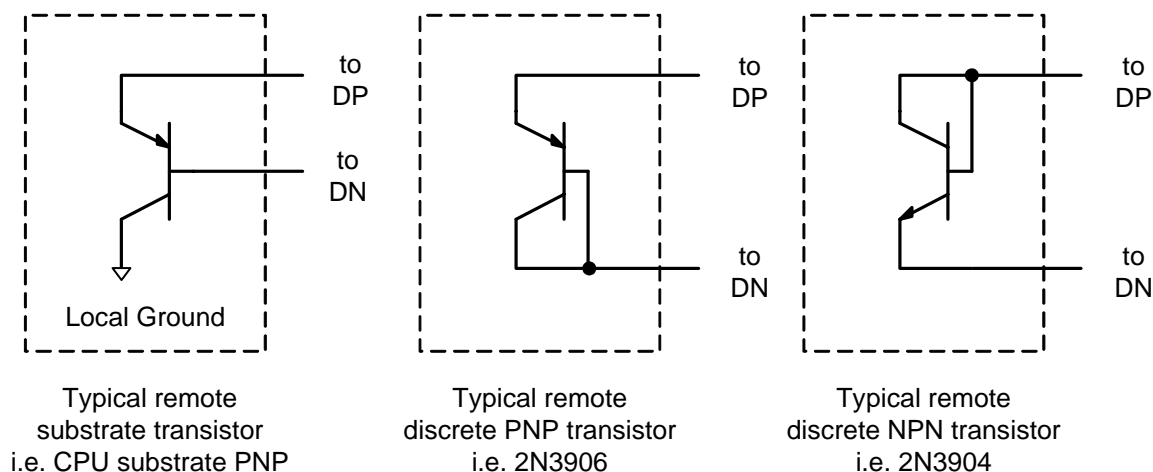 to
DP
to
DN
Local Ground
Typical remote
substrate transistor
i.e. CPU substrate PNP
to
DP
to
DN
Typical remote
discrete PNP transistor
i.e. 2N3906
to
DP
to
DN
Typical remote
discrete NPN transistor
i.e. 2N3904